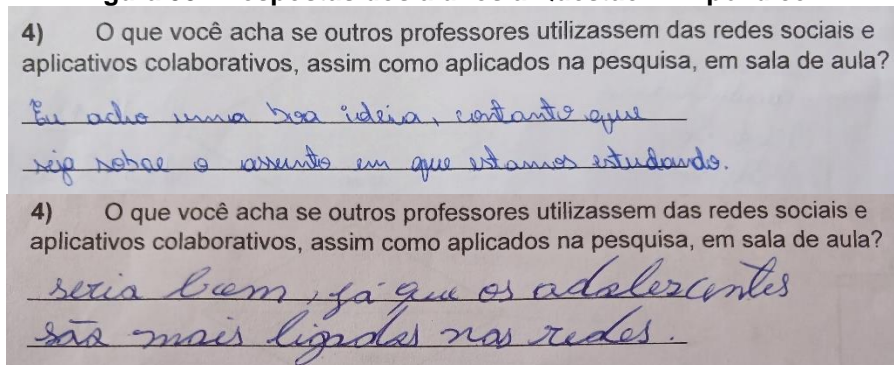 4) O que você acha se outros professores utilizassem das redes sociais e
aplicativos colaborativos, assim como aplicados na pesquisa, em sala de aula?
Eu acho uma boa ideia, contanto que
seja sobre o assunto em que estamos estudando.
4) O que você acha se outros professores utilizassem das redes sociais e
aplicativos colaborativos, assim como aplicados na pesquisa, em sala de aula?
seria bom, já que os adolescentes
são mais ligados nas redes.